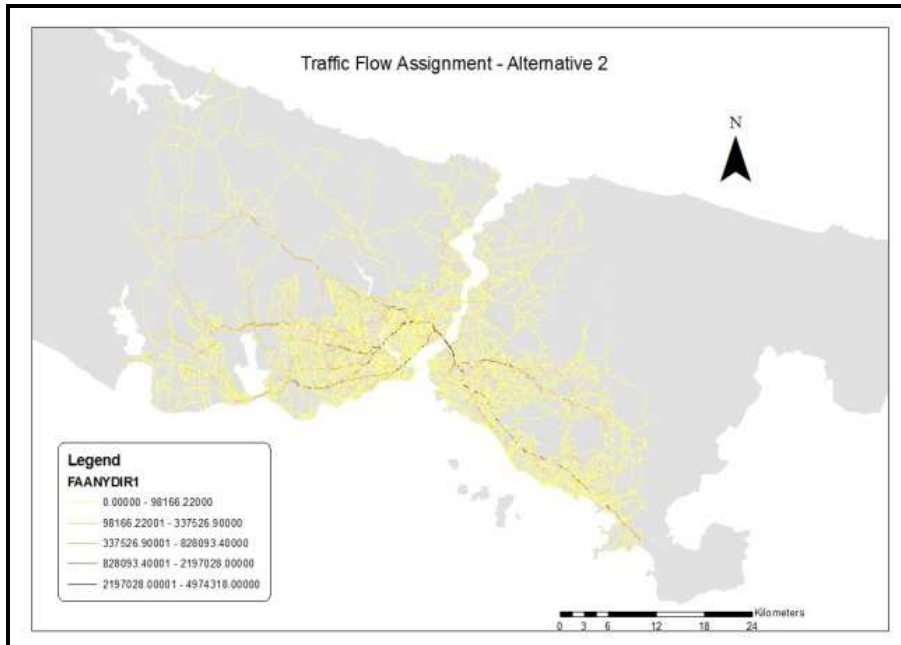 Traffic Flow Assignment - Alternative 2
N
Legend
FAANYDIR1
0.00000 - 98166.22000
98166.22001 - 337526.90000
337526.90001 - 828093.40000
828093.40001 - 2197028.00000
2197028.00001 - 4974318.00000
Kilometers
0 3 6 12 18 24